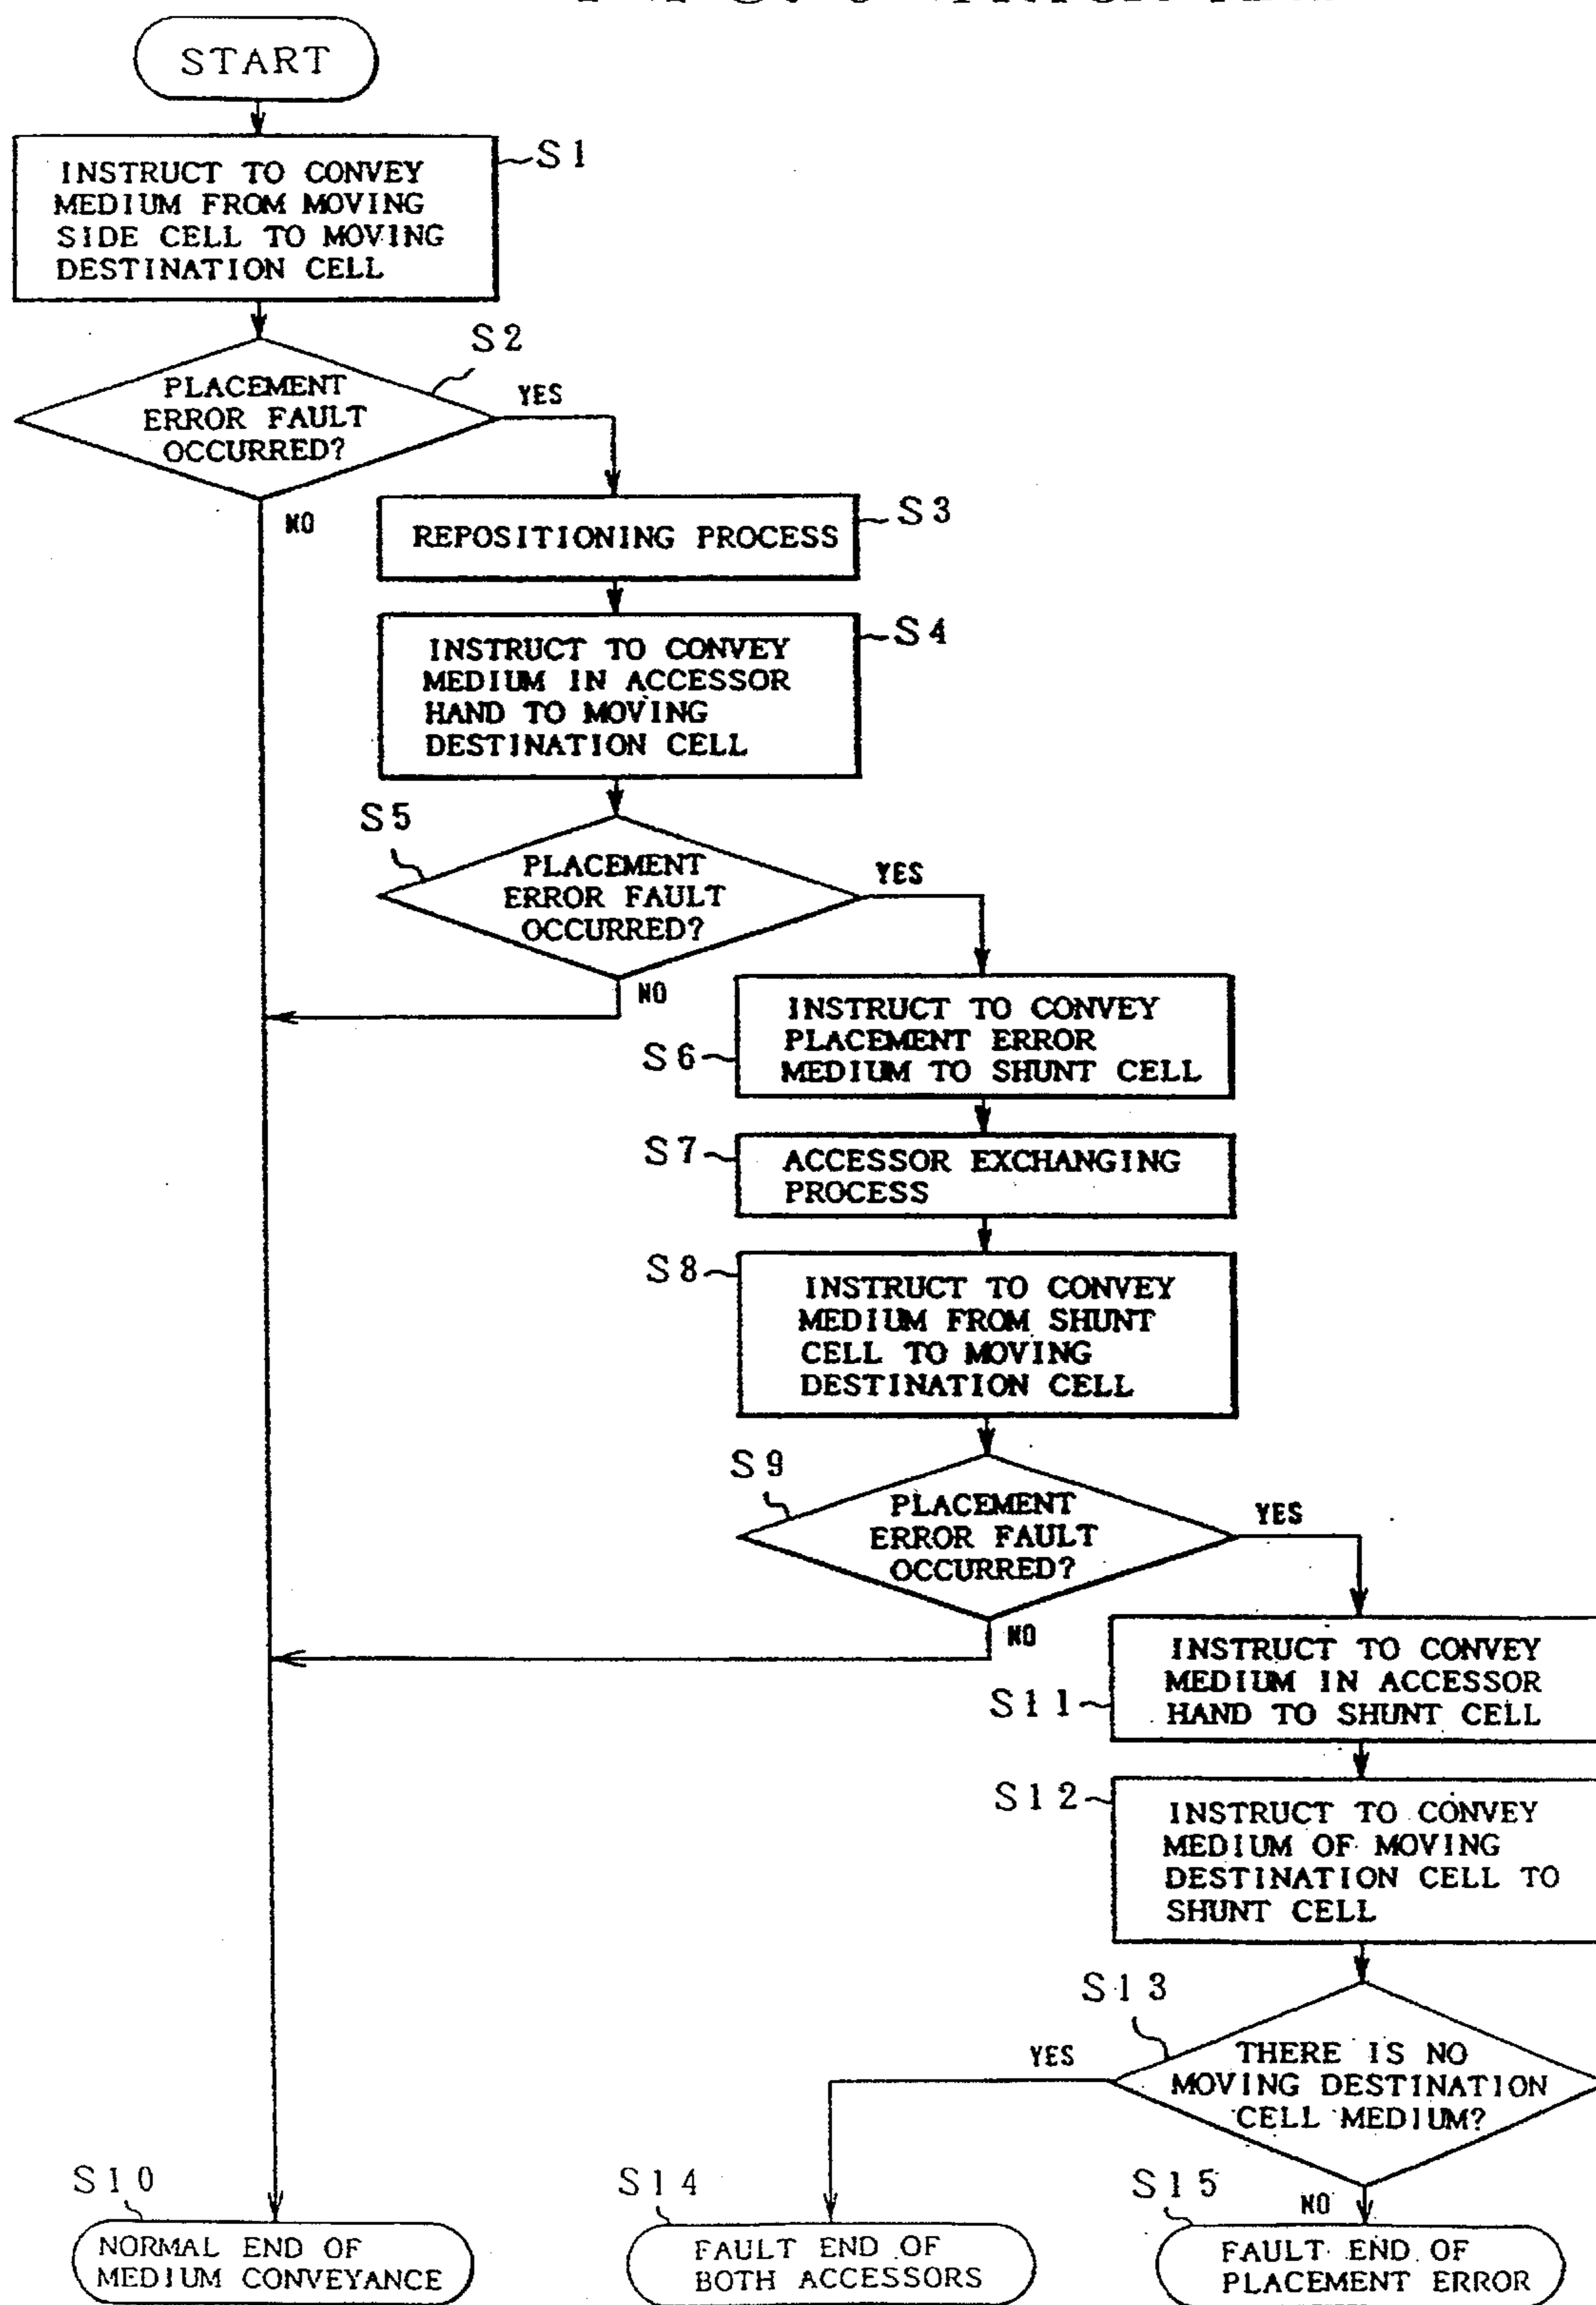 START
S1
INSTRUCT TO CONVEY
MEDIUM FROM MOVING
SIDE CELL TO MOVING
DESTINATION CELL
S2
PLACEMENT
ERROR FAULT
OCCURRED?
YES
NO
S3
REPOSITIONING PROCESS
S4
INSTRUCT TO CONVEY
MEDIUM IN ACCESSOR
HAND TO MOVING
DESTINATION CELL
S5
PLACEMENT
ERROR FAULT
OCCURRED?
YES
NO
S6
INSTRUCT TO CONVEY
PLACEMENT ERROR
MEDIUM TO SHUNT CELL
S7
ACCESSOR EXCHANGING
PROCESS
S8
INSTRUCT TO CONVEY
MEDIUM FROM SHUNT
CELL TO MOVING
DESTINATION CELL
S9
PLACEMENT
ERROR FAULT
OCCURRED?
YES
NO
S11
INSTRUCT TO CONVEY
MEDIUM IN ACCESSOR
HAND TO SHUNT CELL
S12
INSTRUCT TO CONVEY
MEDIUM OF MOVING
DESTINATION CELL TO
SHUNT CELL
S13
THERE IS NO
MOVING DESTINATION
CELL MEDIUM?
YES
NO
S10
NORMAL END OF
MEDIUM CONVEYANCE
S14
FAULT END OF
BOTH ACCESSORS
S15
FAULT END OF
PLACEMENT ERROR